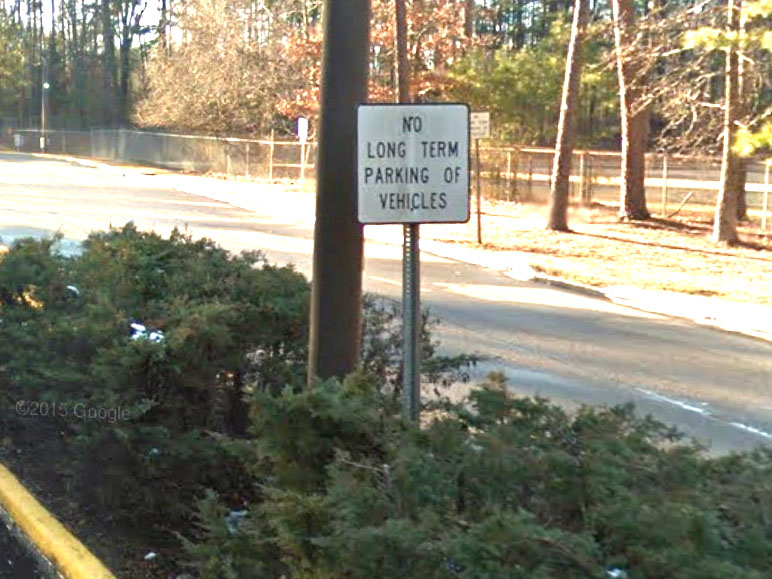 NO
LONG TERM
PARKING OF
VEHICLES
©2015 Google